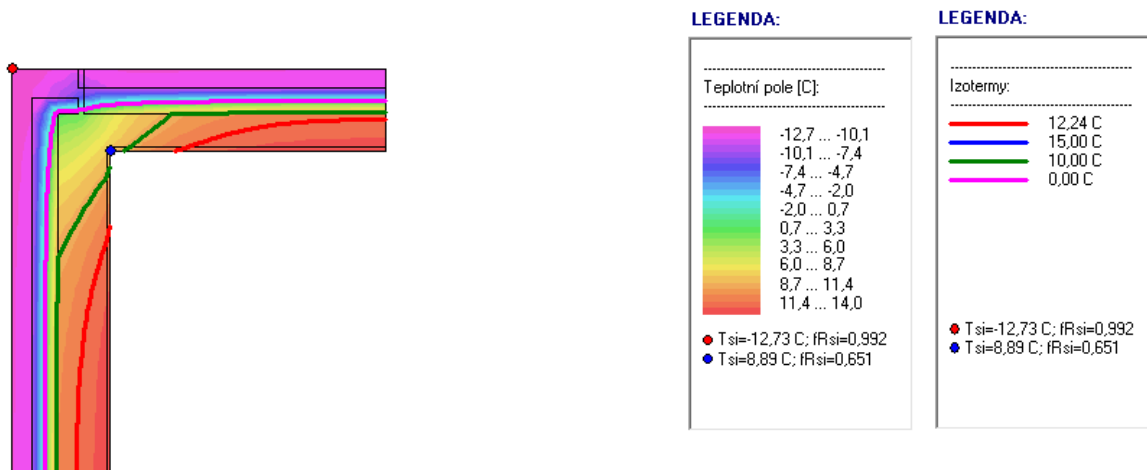 LEGENDA:
Teplotní pole [C]:
-12,7 ... -10,1
-10,1 ... -7,4
-7,4 ... -4,7
-4,7 ... -2,0
-2,0 ... 0,7
0,7 ... 3,3
3,3 ... 6,0
6,0 ... 8,7
8,7 ... 11,4
11,4 ... 14,0
Tsi=-12,73 C; fRsi=0,992
Tsi=8,89 C; fRsi=0,651
LEGENDA:
Izotermy:
12,24 C
15,00 C
10,00 C
0,00 C
Tsi=-12,73 C; fRsi=0,992
Tsi=8,89 C; fRsi=0,651